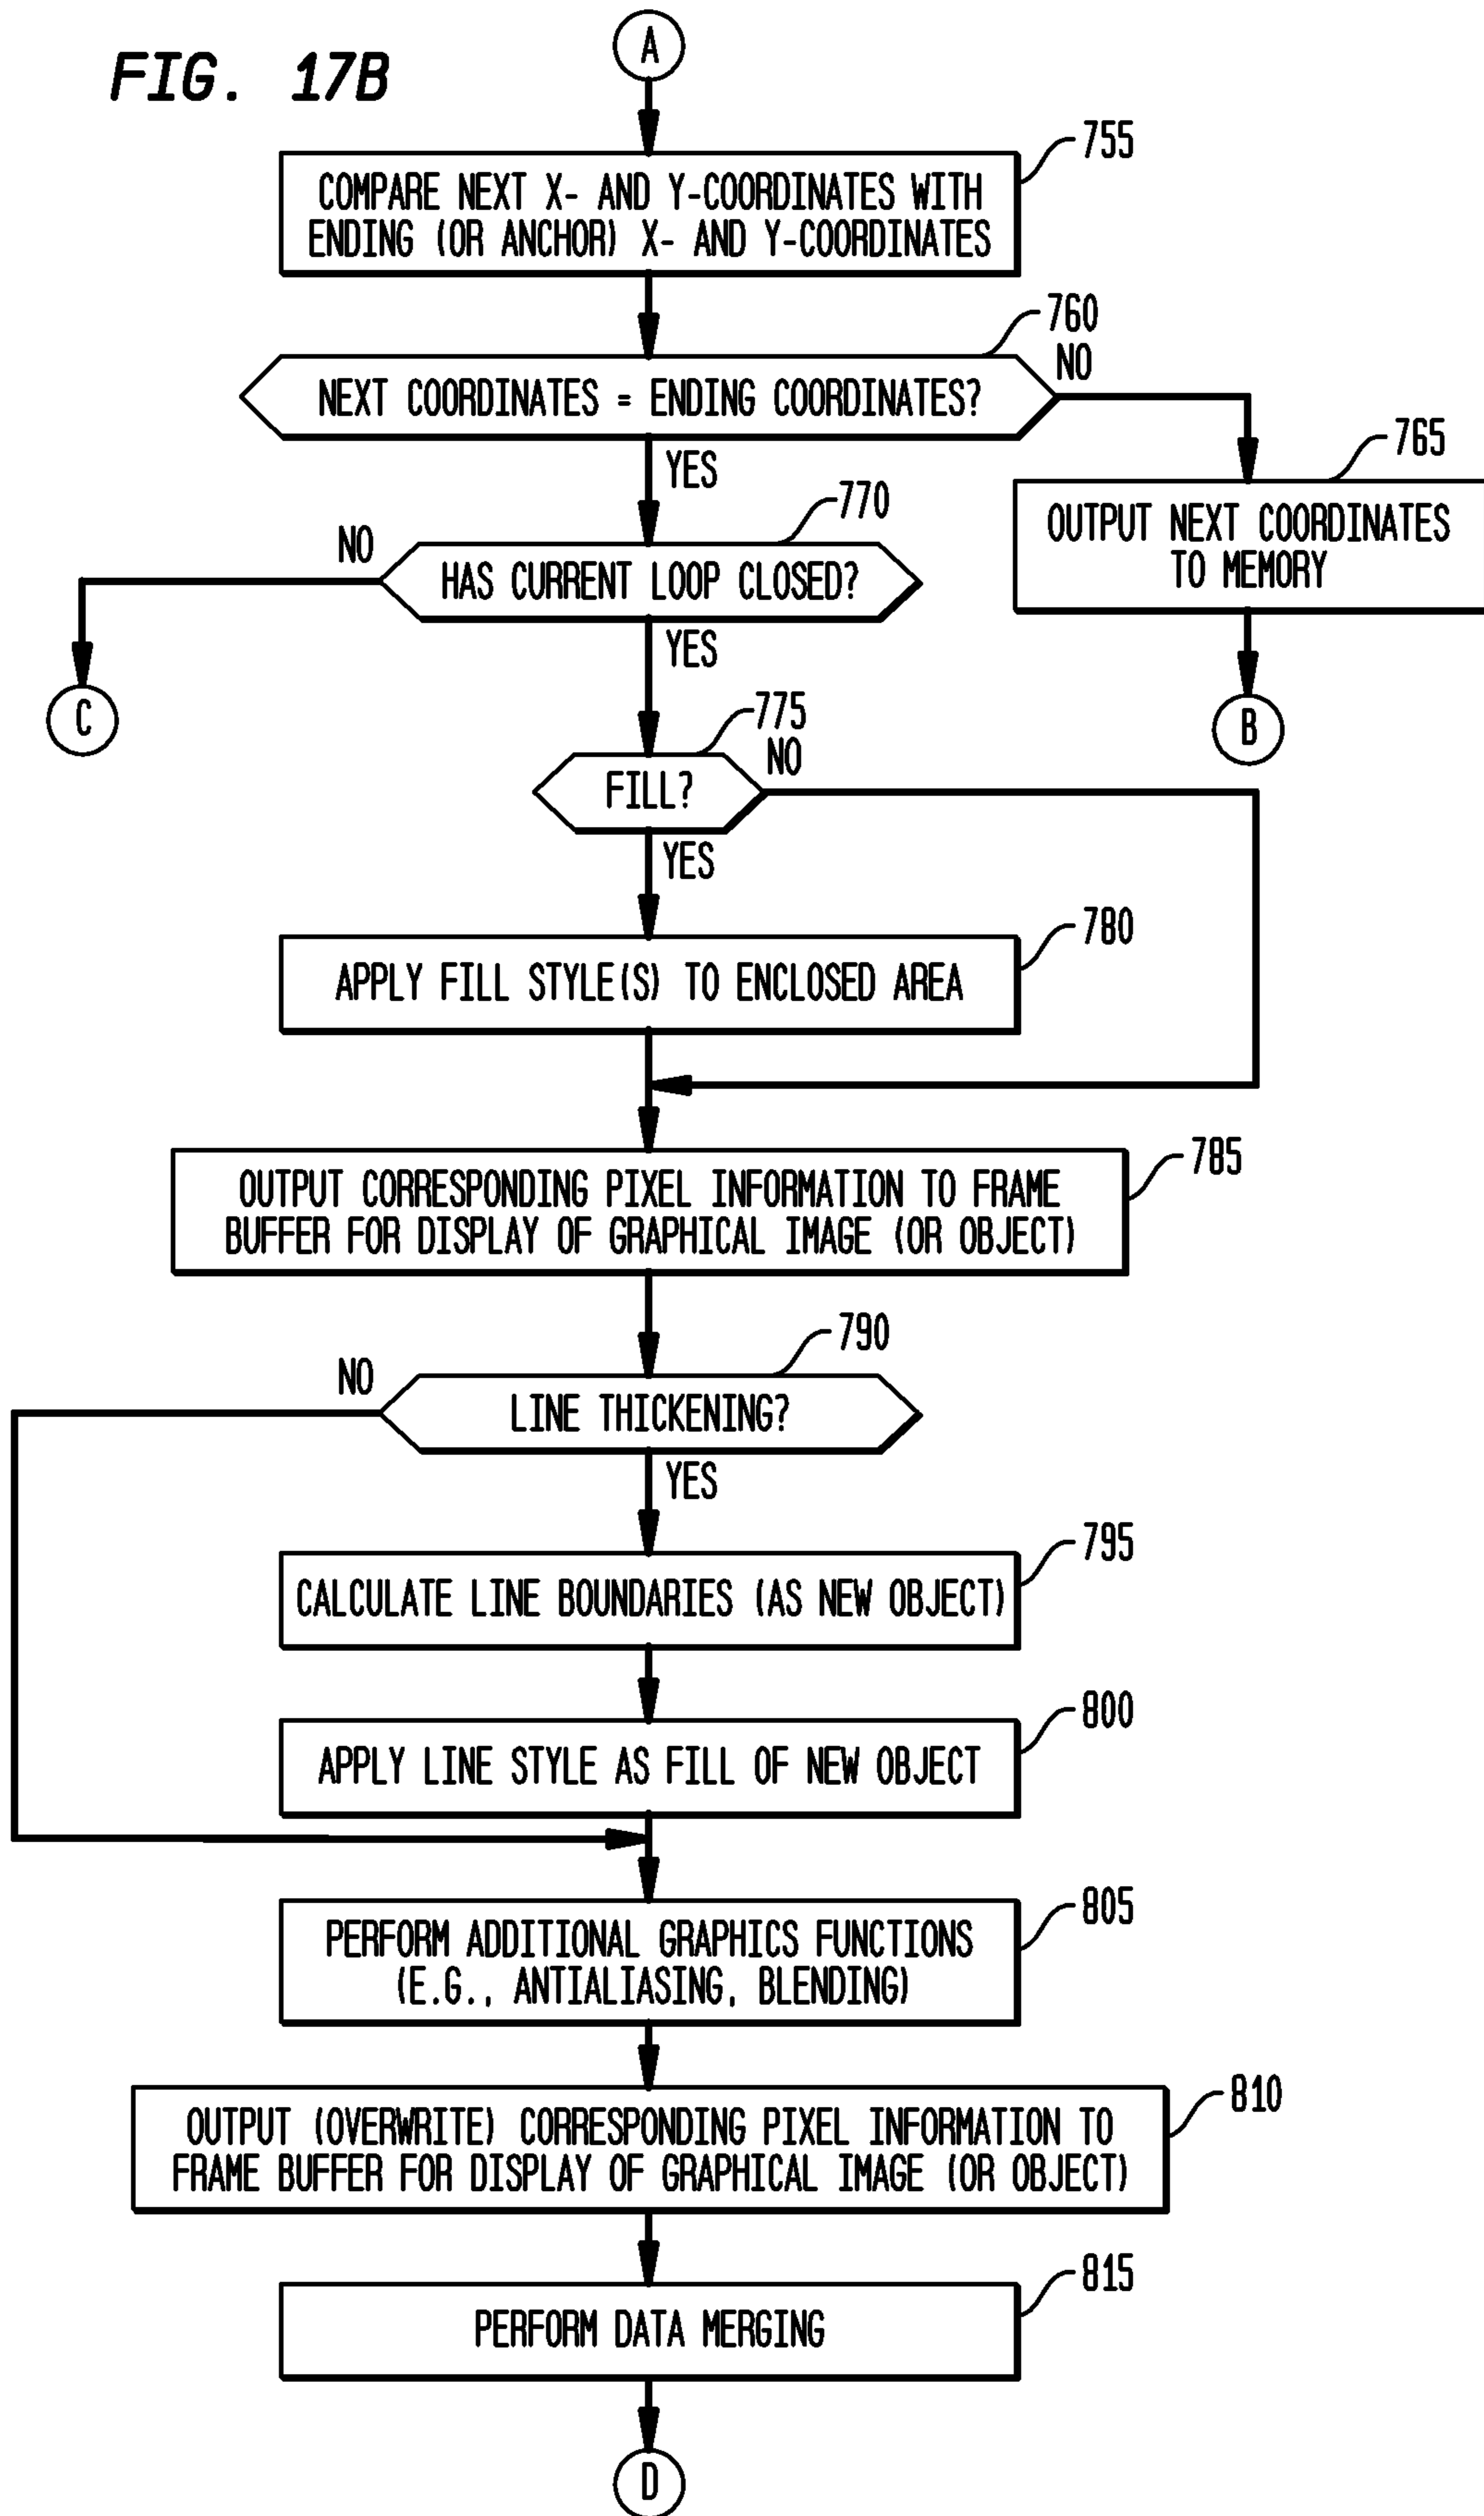 FIG. 17B
A
755
COMPARE NEXT X- AND Y-COORDINATES WITH
ENDING (OR ANCHOR) X- AND Y-COORDINATES
760
NO
NEXT COORDINATES = ENDING COORDINATES?
765
OUTPUT NEXT COORDINATES
TO MEMORY
B
YES
770
NO
HAS CURRENT LOOP CLOSED?
C
YES
775
NO
FILL?
YES
780
APPLY FILL STYLE(S) TO ENCLOSED AREA
785
OUTPUT CORRESPONDING PIXEL INFORMATION TO FRAME
BUFFER FOR DISPLAY OF GRAPHICAL IMAGE (OR OBJECT)
790
NO
LINE THICKENING?
YES
795
CALCULATE LINE BOUNDARIES (AS NEW OBJECT)
800
APPLY LINE STYLE AS FILL OF NEW OBJECT
805
PERFORM ADDITIONAL GRAPHICS FUNCTIONS
(E.G., ANTIALIASING, BLENDING)
810
OUTPUT (OVERWRITE) CORRESPONDING PIXEL INFORMATION TO
FRAME BUFFER FOR DISPLAY OF GRAPHICAL IMAGE (OR OBJECT)
815
PERFORM DATA MERGING
D